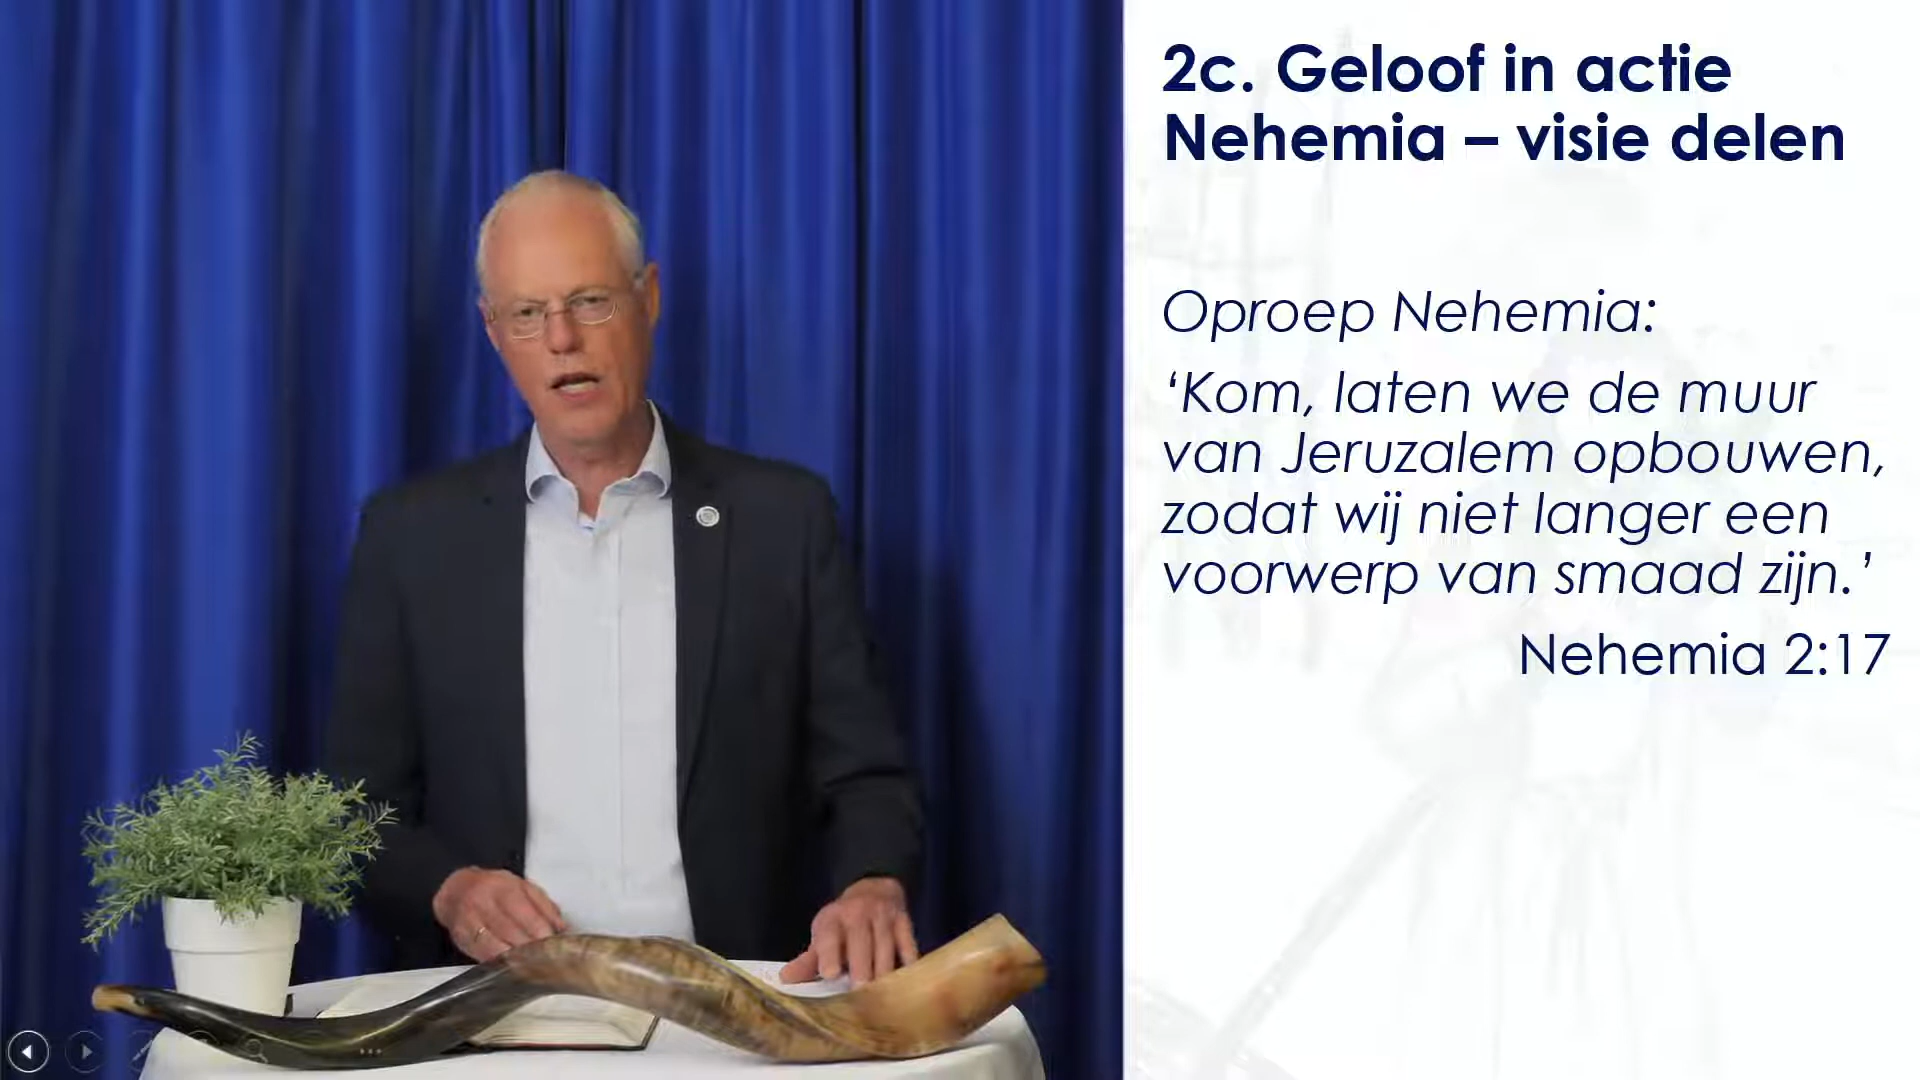 2c. Geloof in actie
Nehemia – visie delen
Oproep Nehemia:
‘Kom, laten we de muur
van Jeruzalem opbouwen,
zodat wij niet langer een
voorwerp van smaad zijn.’
Nehemia 2:17